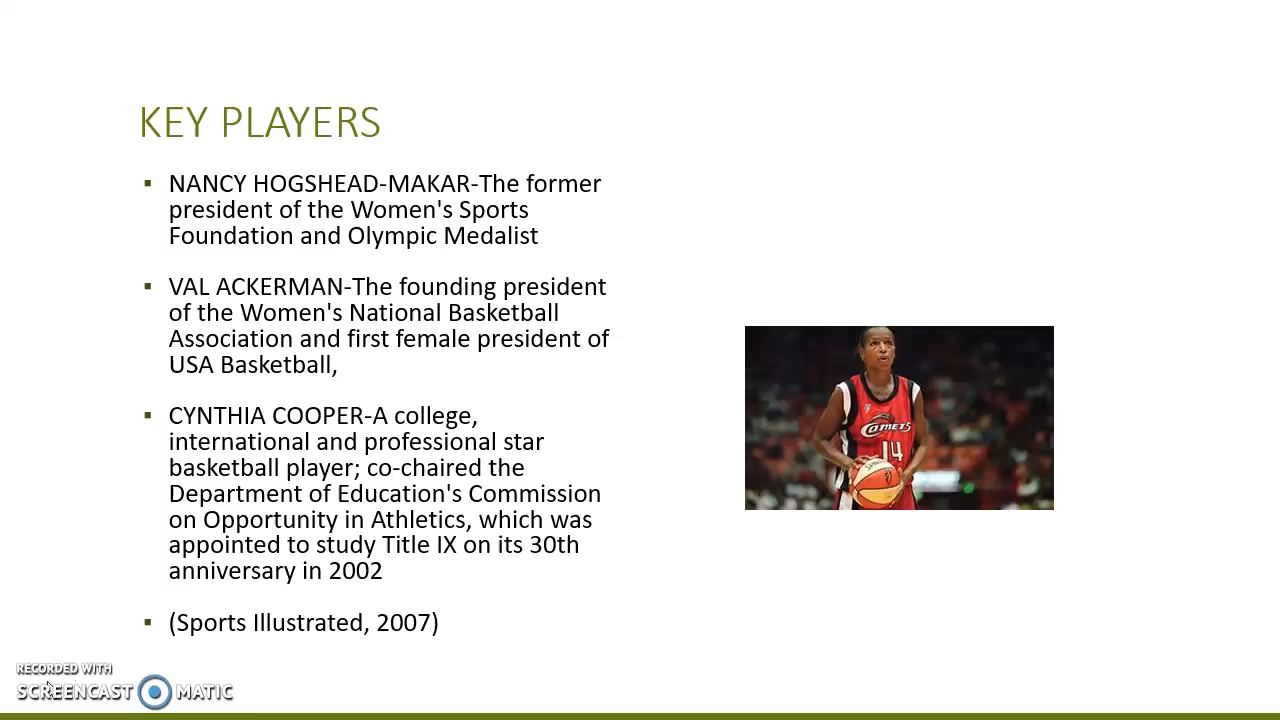 KEY PLAYERS
▪ NANCY HOGSHEAD-MAKAR-The former
president of the Women's Sports
Foundation and Olympic Medalist
▪ VAL ACKERMAN-The founding president
of the Women's National Basketball
Association and first female president of
USA Basketball,
▪ CYNTHIA COOPER-A college,
international and professional star
basketball player; co-chaired the
Department of Education's Commission
on Opportunity in Athletics, which was
appointed to study Title IX on its 30th
anniversary in 2002
▪ (Sports Illustrated, 2007)
COMETS
14
RECORDED WITH
SCREENCAST MATIC